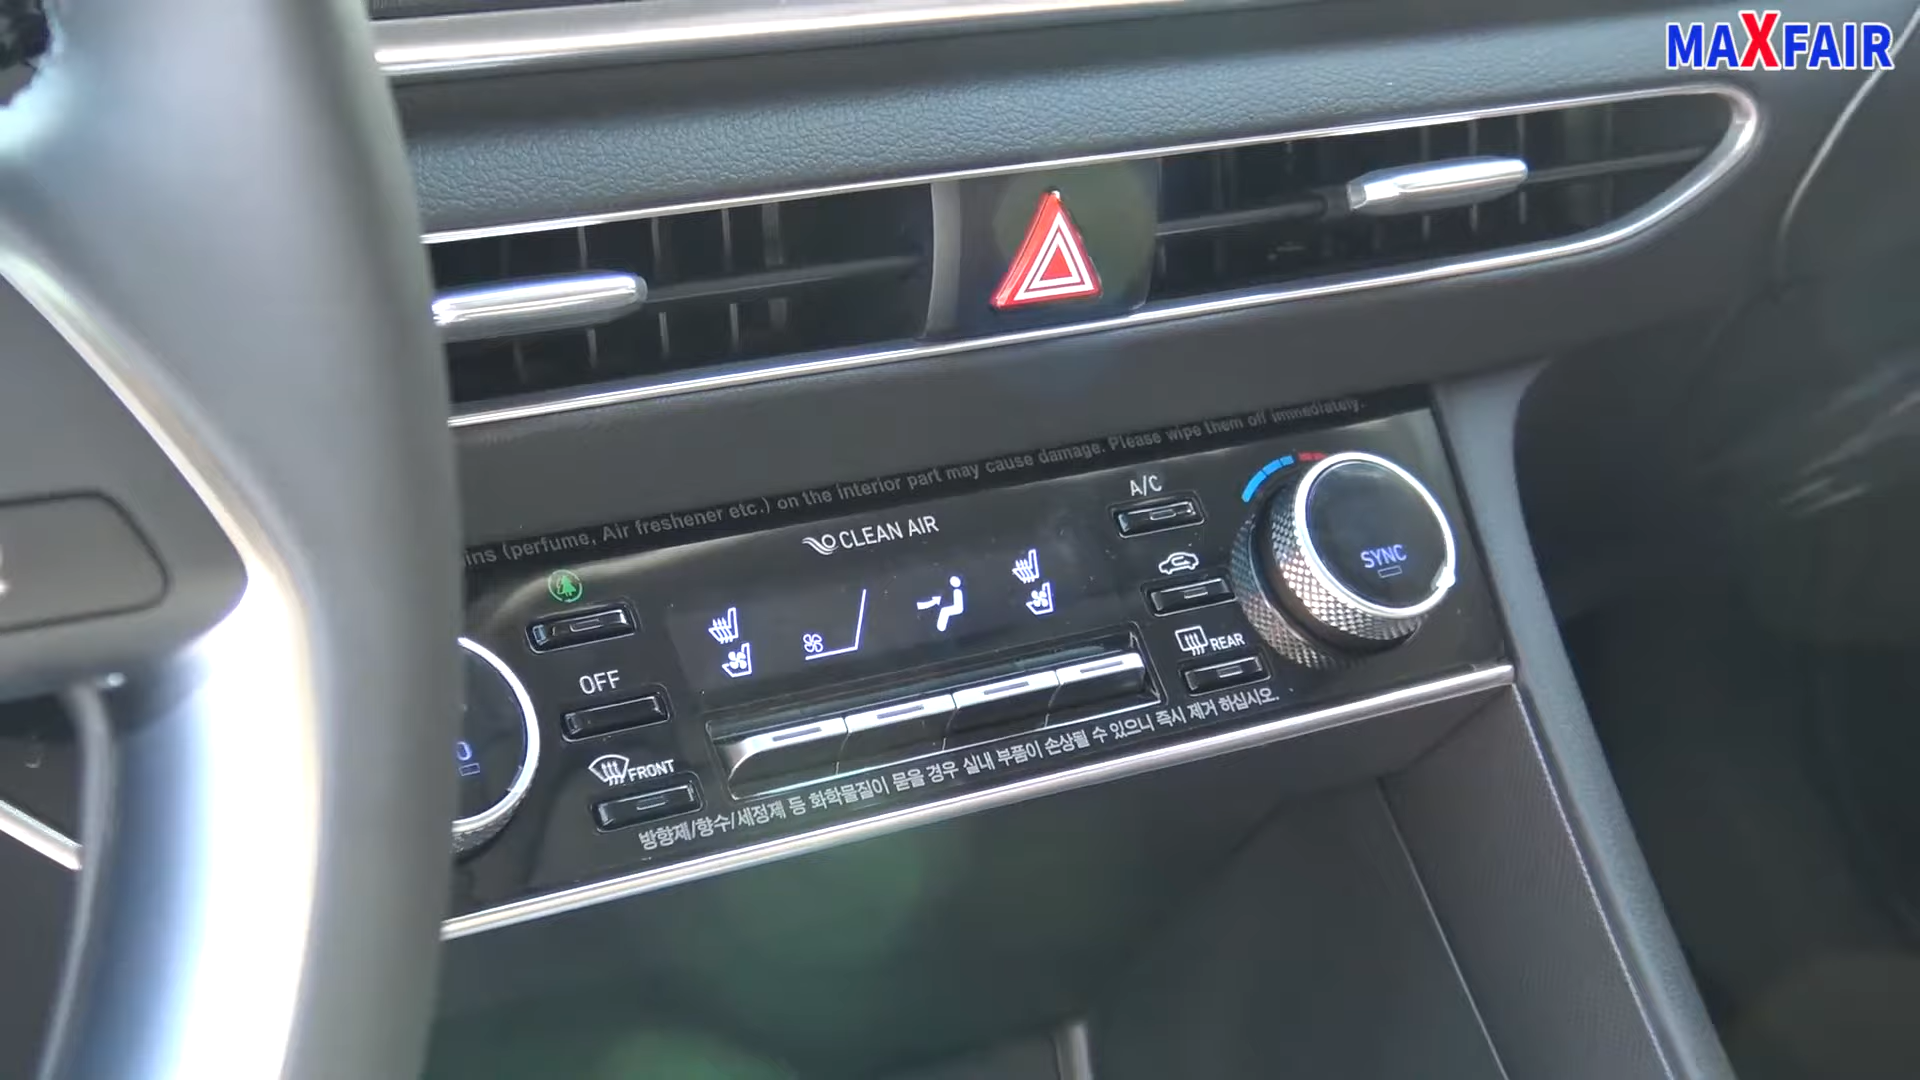 MAXFAIR
ins (perfume, Air freshener etc.) on the interior part may cause damage. Please wipe them off immediately.
A/C
CLEAN AIR
SYNC
OFF
REAR
FRONT
방향제/향수/세정제 등 화학물질이 묻을 경우 실내 부품이 손상될 수 있으니 즉시 제거 하십시오.